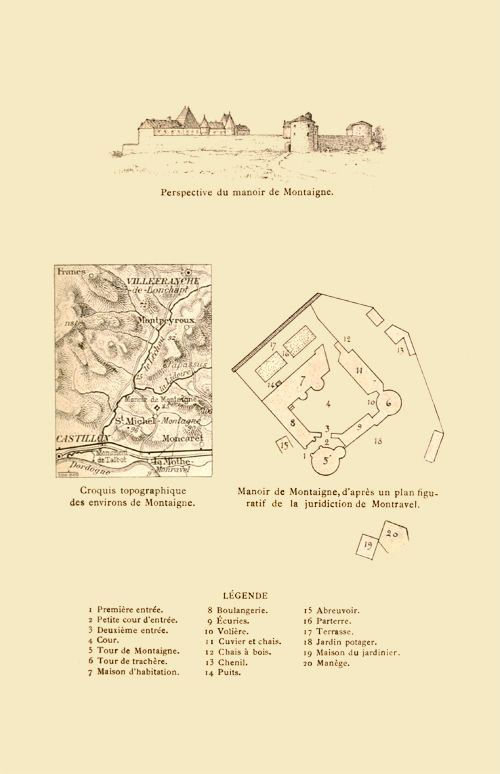 Perspective du manoir de Montaigne.
Francs
VILLEFRANCHE
-de-Lonchapt
Montpeyroux
le Léchou
Manoir de Montaigne
St Michel-Montaigne
CASTILLON
Moncaret
Monument
de Talbot
la Mothe-
Montravel
Dordogne
Croquis topographique
des environs de Montaigne.
12
17
16
13
7
11
14
4
10
6
8
9
3
15
2
18
1
5
Manoir de Montaigne, d'après un plan figu-
ratif de la juridiction de Montravel.
20
19
LÉGENDE
1 Première entrée.
2 Petite cour d'entrée.
3 Deuxième entrée.
4 Cour.
5 Tour de Montaigne.
6 Tour de trachère.
7 Maison d'habitation.
8 Boulangerie.
9 Écuries.
10 Volière.
11 Cuvier et chais.
12 Chais à bois.
13 Chenil.
14 Puits.
15 Abreuvoir.
16 Parterre.
17 Terrasse.
18 Jardin potager.
19 Maison du jardinier.
20 Manège.